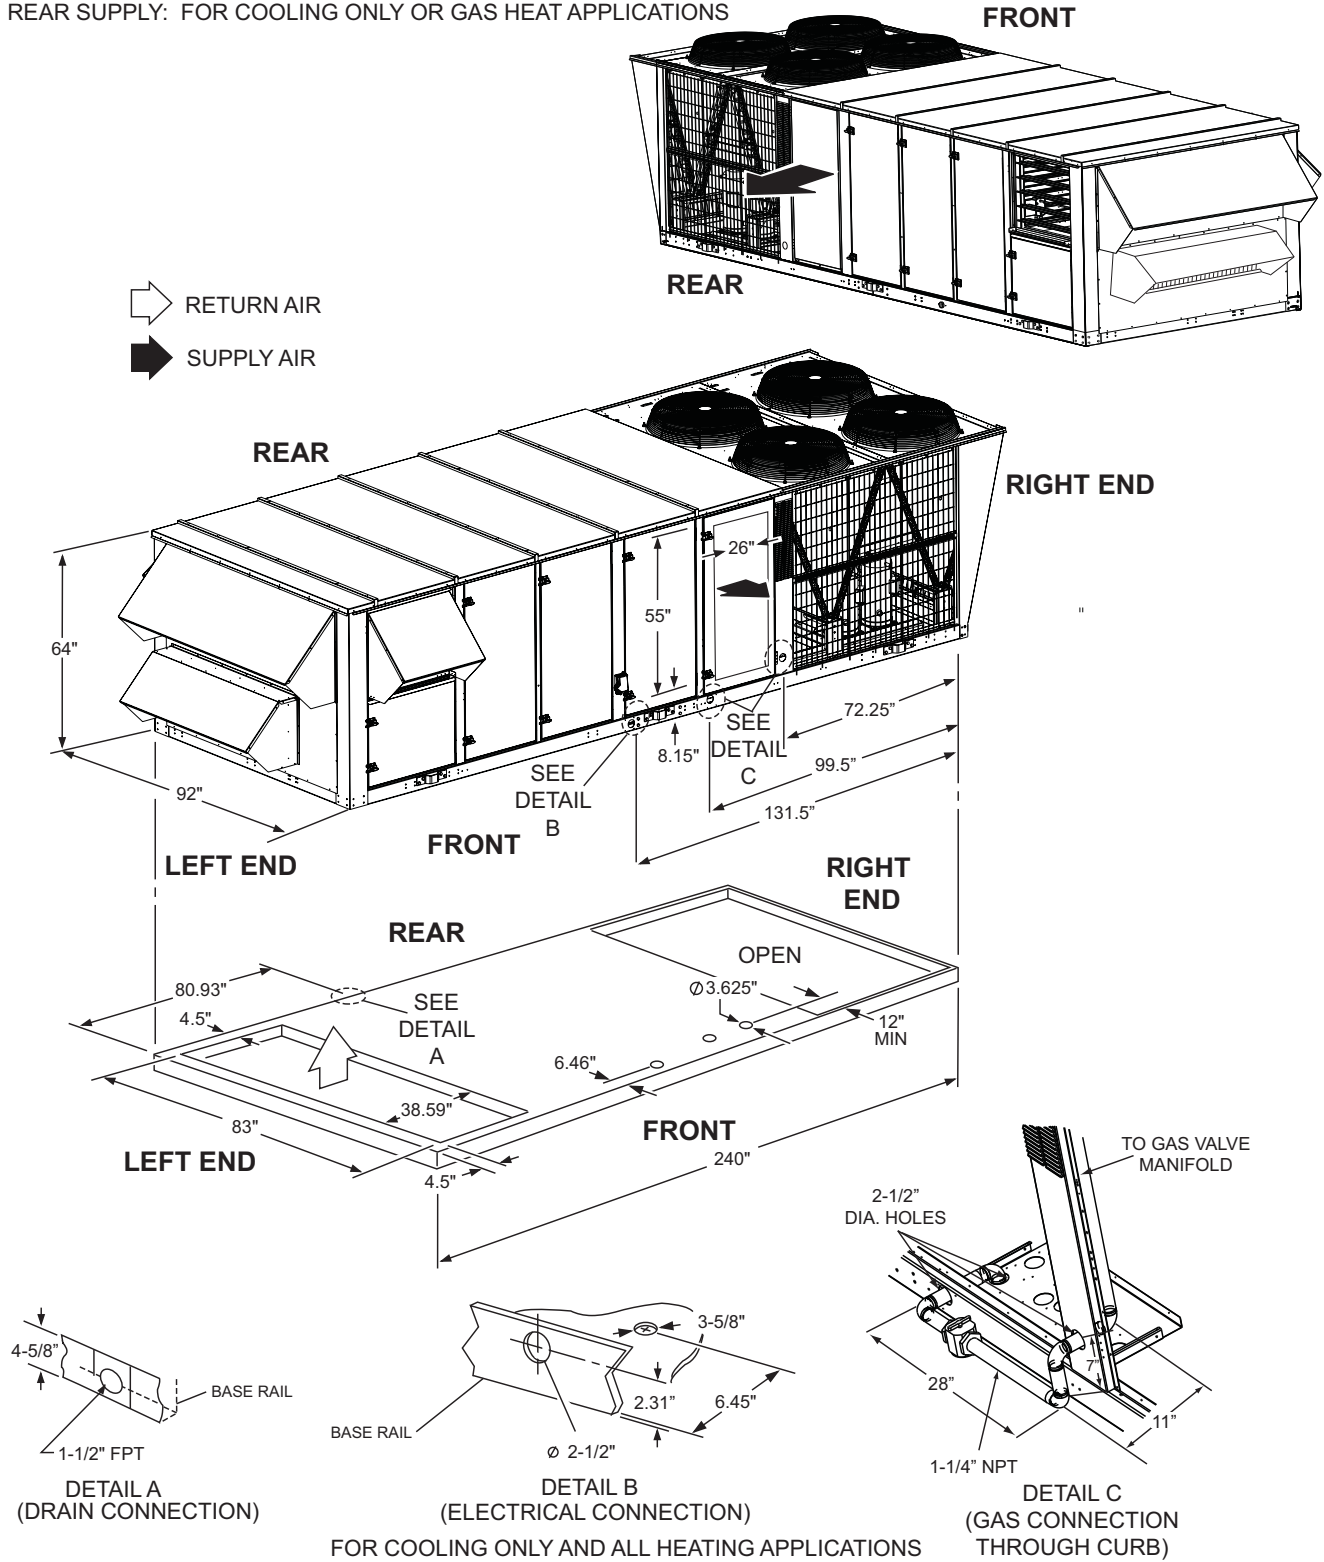 REAR SUPPLY: FOR COOLING ONLY OR GAS HEAT APPLICATIONS
FRONT
REAR
RETURN AIR
SUPPLY AIR
REAR
RIGHT END
26"
55"
"
64"
72.25”
SEE
DETAIL
C
8.15"
99.5”
SEE
DETAIL
B
92"
131.5”
FRONT
LEFT END
RIGHT
END
REAR
OPEN
80.93"
Ø3.625"
SEE
DETAIL
A
4.5"
12"
MIN
6.46"
38.59"
83"
FRONT
LEFT END
240"
4.5"
TO GAS VALVE
MANIFOLD
2-1/2”
DIA. HOLES
4-5/8”
3-5/8"
7”
BASE RAIL
28”
2.31”
6.45”
11”
BASE RAIL
1-1/2" FPT
Ø 2-1/2"
1-1/4” NPT
DETAIL A
(DRAIN CONNECTION)
DETAIL B
(ELECTRICAL CONNECTION)
DETAIL C
(GAS CONNECTION
THROUGH CURB)
FOR COOLING ONLY AND ALL HEATING APPLICATIONS